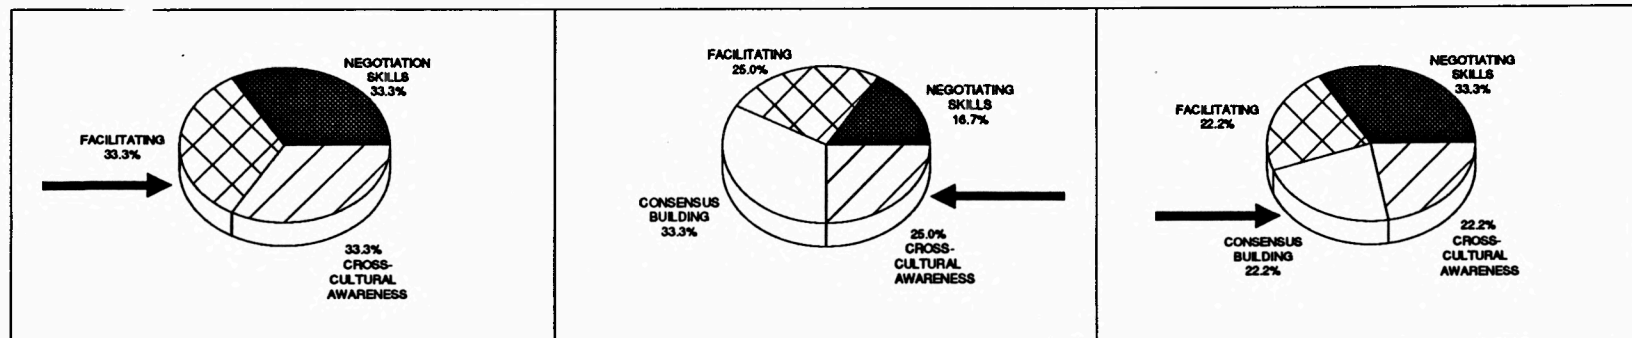 NEGOTIATION
SKILLS
33.3%
FACILITATING
33.3%
33.3%
CROSS-
CULTURAL
AWARENESS
FACILITATING
25.0%
NEGOTIATING
SKILLS
16.7%
CONSENSUS
BUILDING
33.3%
25.0%
CROSS-
CULTURAL
AWARENESS
NEGOTIATING
SKILLS
33.3%
FACILITATING
22.2%
CONSENSUS
BUILDING
22.2%
22.2%
CROSS-
CULTURAL
AWARENESS